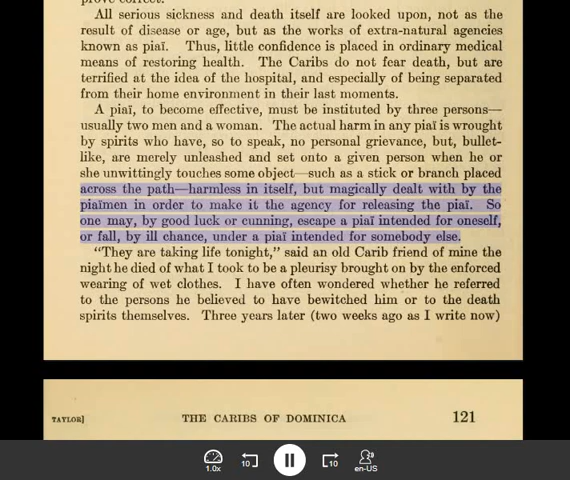 prove correct.
All serious sickness and death itself are looked upon, not as the
result of disease or age, but as the works of extra-natural agencies
known as piaï. Thus, little confidence is placed in ordinary medical
means of restoring health. The Caribs do not fear death, but are
terrified at the idea of the hospital, and especially of being separated
from their home environment in their last moments.
A piaï, to become effective, must be instituted by three persons—
usually two men and a woman. The actual harm in any piaï is wrought
by spirits who have, so to speak, no personal grievance, but, bullet-
like, are merely unleashed and set onto a given person when he or
she unwittingly touches some object—such as a stick or branch placed
across the path—harmless in itself, but magically dealt with by the
piaïmen in order to make it the agency for releasing the piaï. So
one may, by good luck or cunning, escape a piaï intended for oneself,
or fall, by ill chance, under a piaï intended for somebody else.
"They are taking life tonight," said an old Carib friend of mine the
night he died of what I took to be a pleurisy brought on by the enforced
wearing of wet clothes. I have often wondered whether he referred
to the persons he believed to have bewitched him or to the death
spirits themselves. Three years later (two weeks ago as I write now)
TAYLOR] THE CARIBS OF DOMINICA 121
1.0x 10 10 en-US